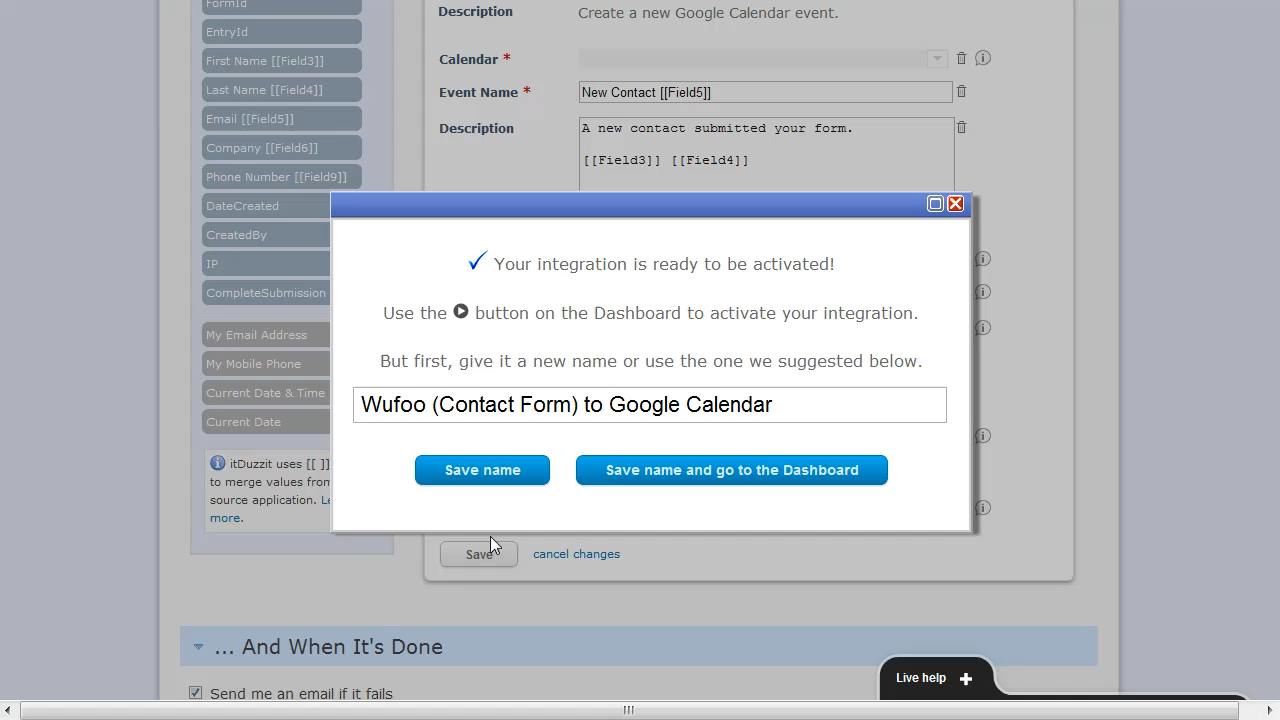 FormId
EntryId
First Name [[Field3]]
Last Name [[Field4]]
Email [[Field5]]
Company [[Field6]]
Phone Number [[Field9]]
DateCreated
CreatedBy
IP
CompleteSubmission
My Email Address
My Mobile Phone
Current Date & Time
Current Date
itDuzzit uses [[ ]]
to merge values from
source application. Le
more.
Description Create a new Google Calendar event.
Calendar *
Event Name * New Contact [[Field5]]
Description A new contact submitted your form.
[[Field3]] [[Field4]]
Your integration is ready to be activated!
Use the button on the Dashboard to activate your integration.
But first, give it a new name or use the one we suggested below.
Wufoo (Contact Form) to Google Calendar
Save name Save name and go to the Dashboard
Save cancel changes
... And When It's Done
Send me an email if it fails
Live help